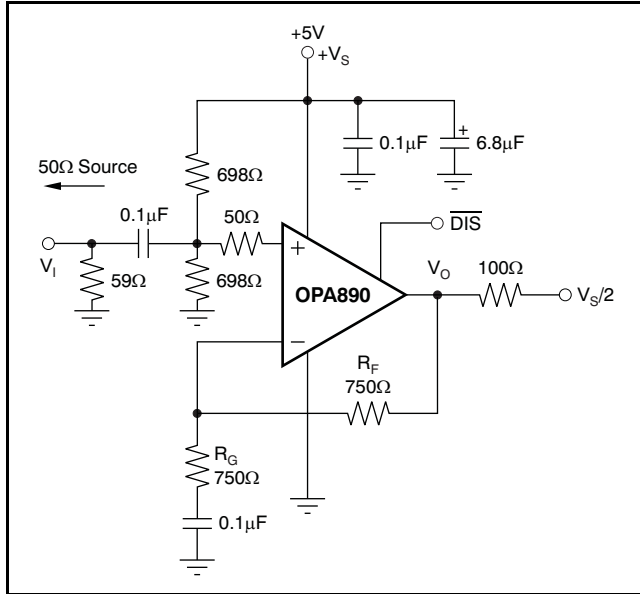 +5V
+V_S
50Ω Source
698Ω
0.1μF
6.8μF
0.1μF
50Ω
DIS
V_I
59Ω
698Ω
+
OPA890
−
V_O
100Ω
V_S/2
R_F
750Ω
R_G
750Ω
0.1μF
+